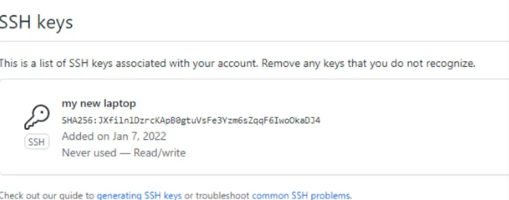 SSH keys
This is a list of SSH keys associated with your account. Remove any keys that you do not recognize.
my new laptop
SHA256:JXfilnlDzrcKApB0gtuVsFe3Yzm6sZqqF6IwoOkaDJ4
SSH
Added on Jan 7, 2022
Never used — Read/write
Check out our guide to generating SSH keys or troubleshoot common SSH problems.